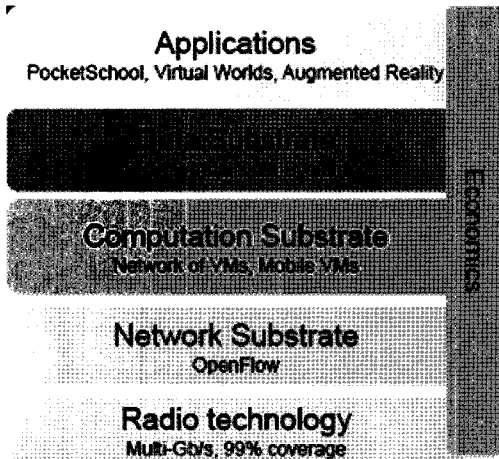 Applications
PocketSchool, Virtual Worlds, Augmented Reality
Computation Substrate
Network of VMs, Mobile VMs
Network Substrate
OpenFlow
Radio technology
Multi-Gb/s, 99% coverage
Economics